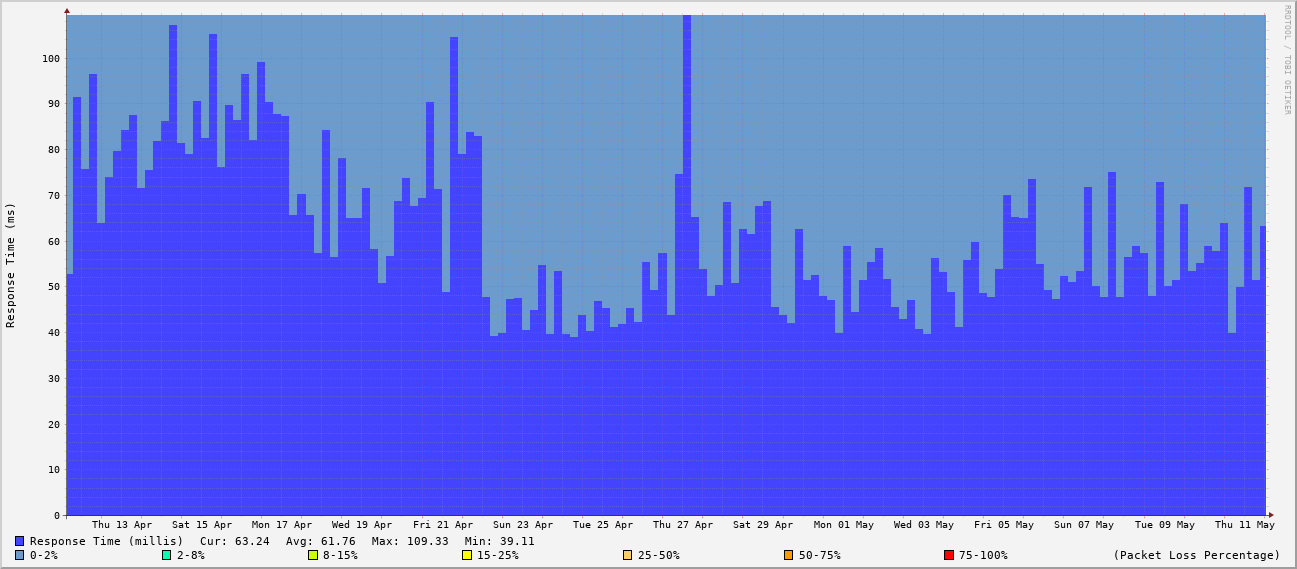 RRDTOOL / TOBI OETIKER
Response Time (ms)
100
90
80
70
60
50
40
30
20
10
0
Thu 13 Apr Sat 15 Apr Mon 17 Apr Wed 19 Apr Fri 21 Apr Sun 23 Apr Tue 25 Apr Thu 27 Apr Sat 29 Apr Mon 01 May Wed 03 May Fri 05 May Sun 07 May Tue 09 May Thu 11 May
Response Time (millis) Cur: 63.24 Avg: 61.76 Max: 109.33 Min: 39.11
0-2% 2-8% 8-15% 15-25% 25-50% 50-75% 75-100% (Packet Loss Percentage)